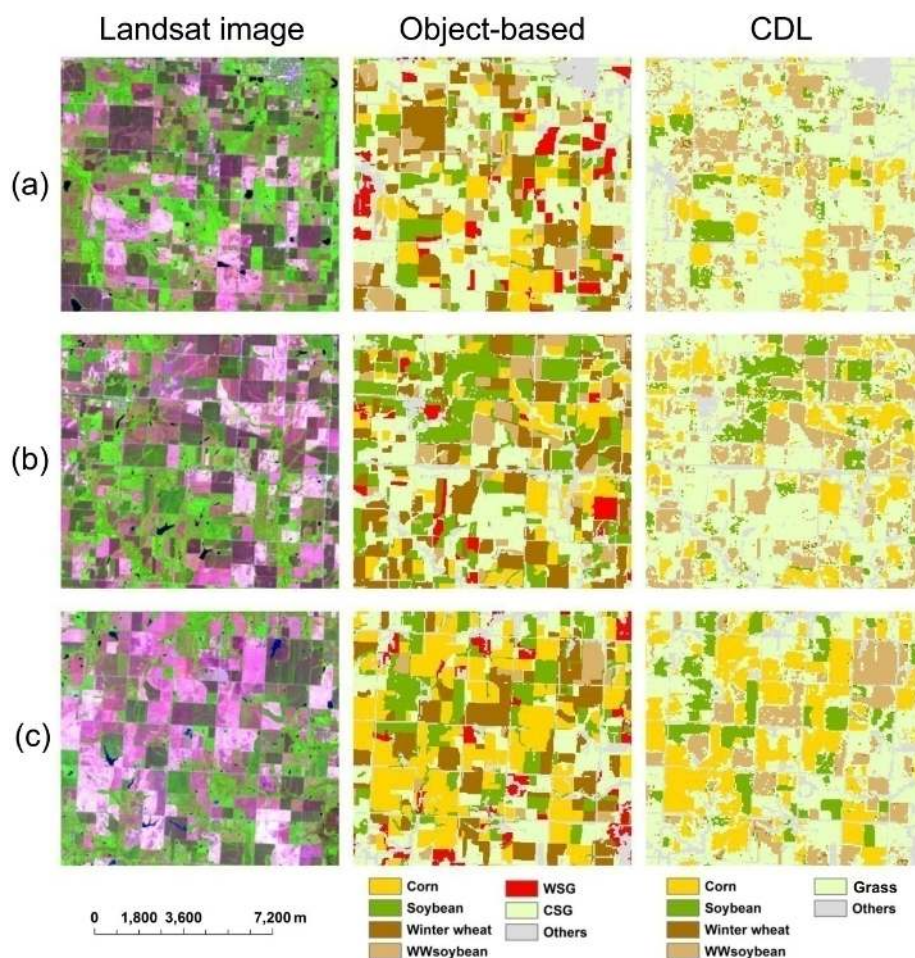 Landsat image Object-based CDL
(a)
(b)
(c)
0 1,800 3,600 7,200 m
Corn WSG Corn Grass
Soybean CSG Soybean Others
Winter wheat Others Winter wheat
WWsoybean WWsoybean